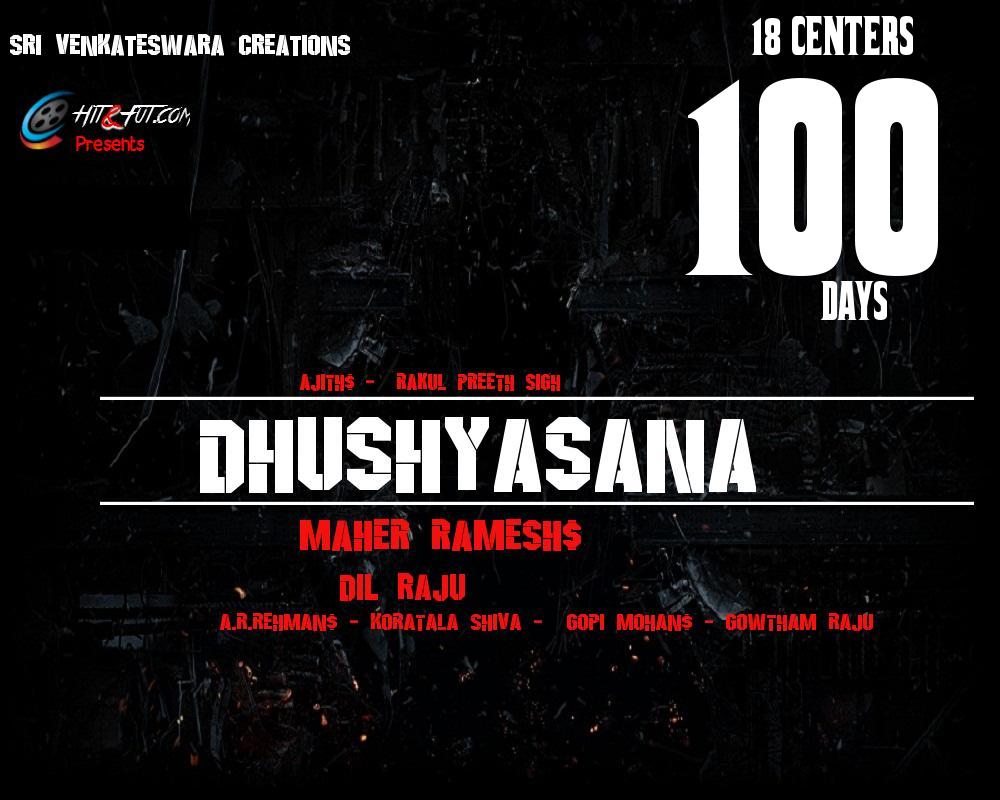 SRI VENKATESWARA CREATIONS
18 CENTERS
HIT&FUT.COM
Presents
100
DAYS
AJITH$ - RAKUL PREETH SIGH
DHUSHYASANA
MAHER RAMESH$
DIL RAJU
A.R.REHMAN$ - KORATALA SHIVA - GOPI MOHAN$ - GOWTHAM RAJU